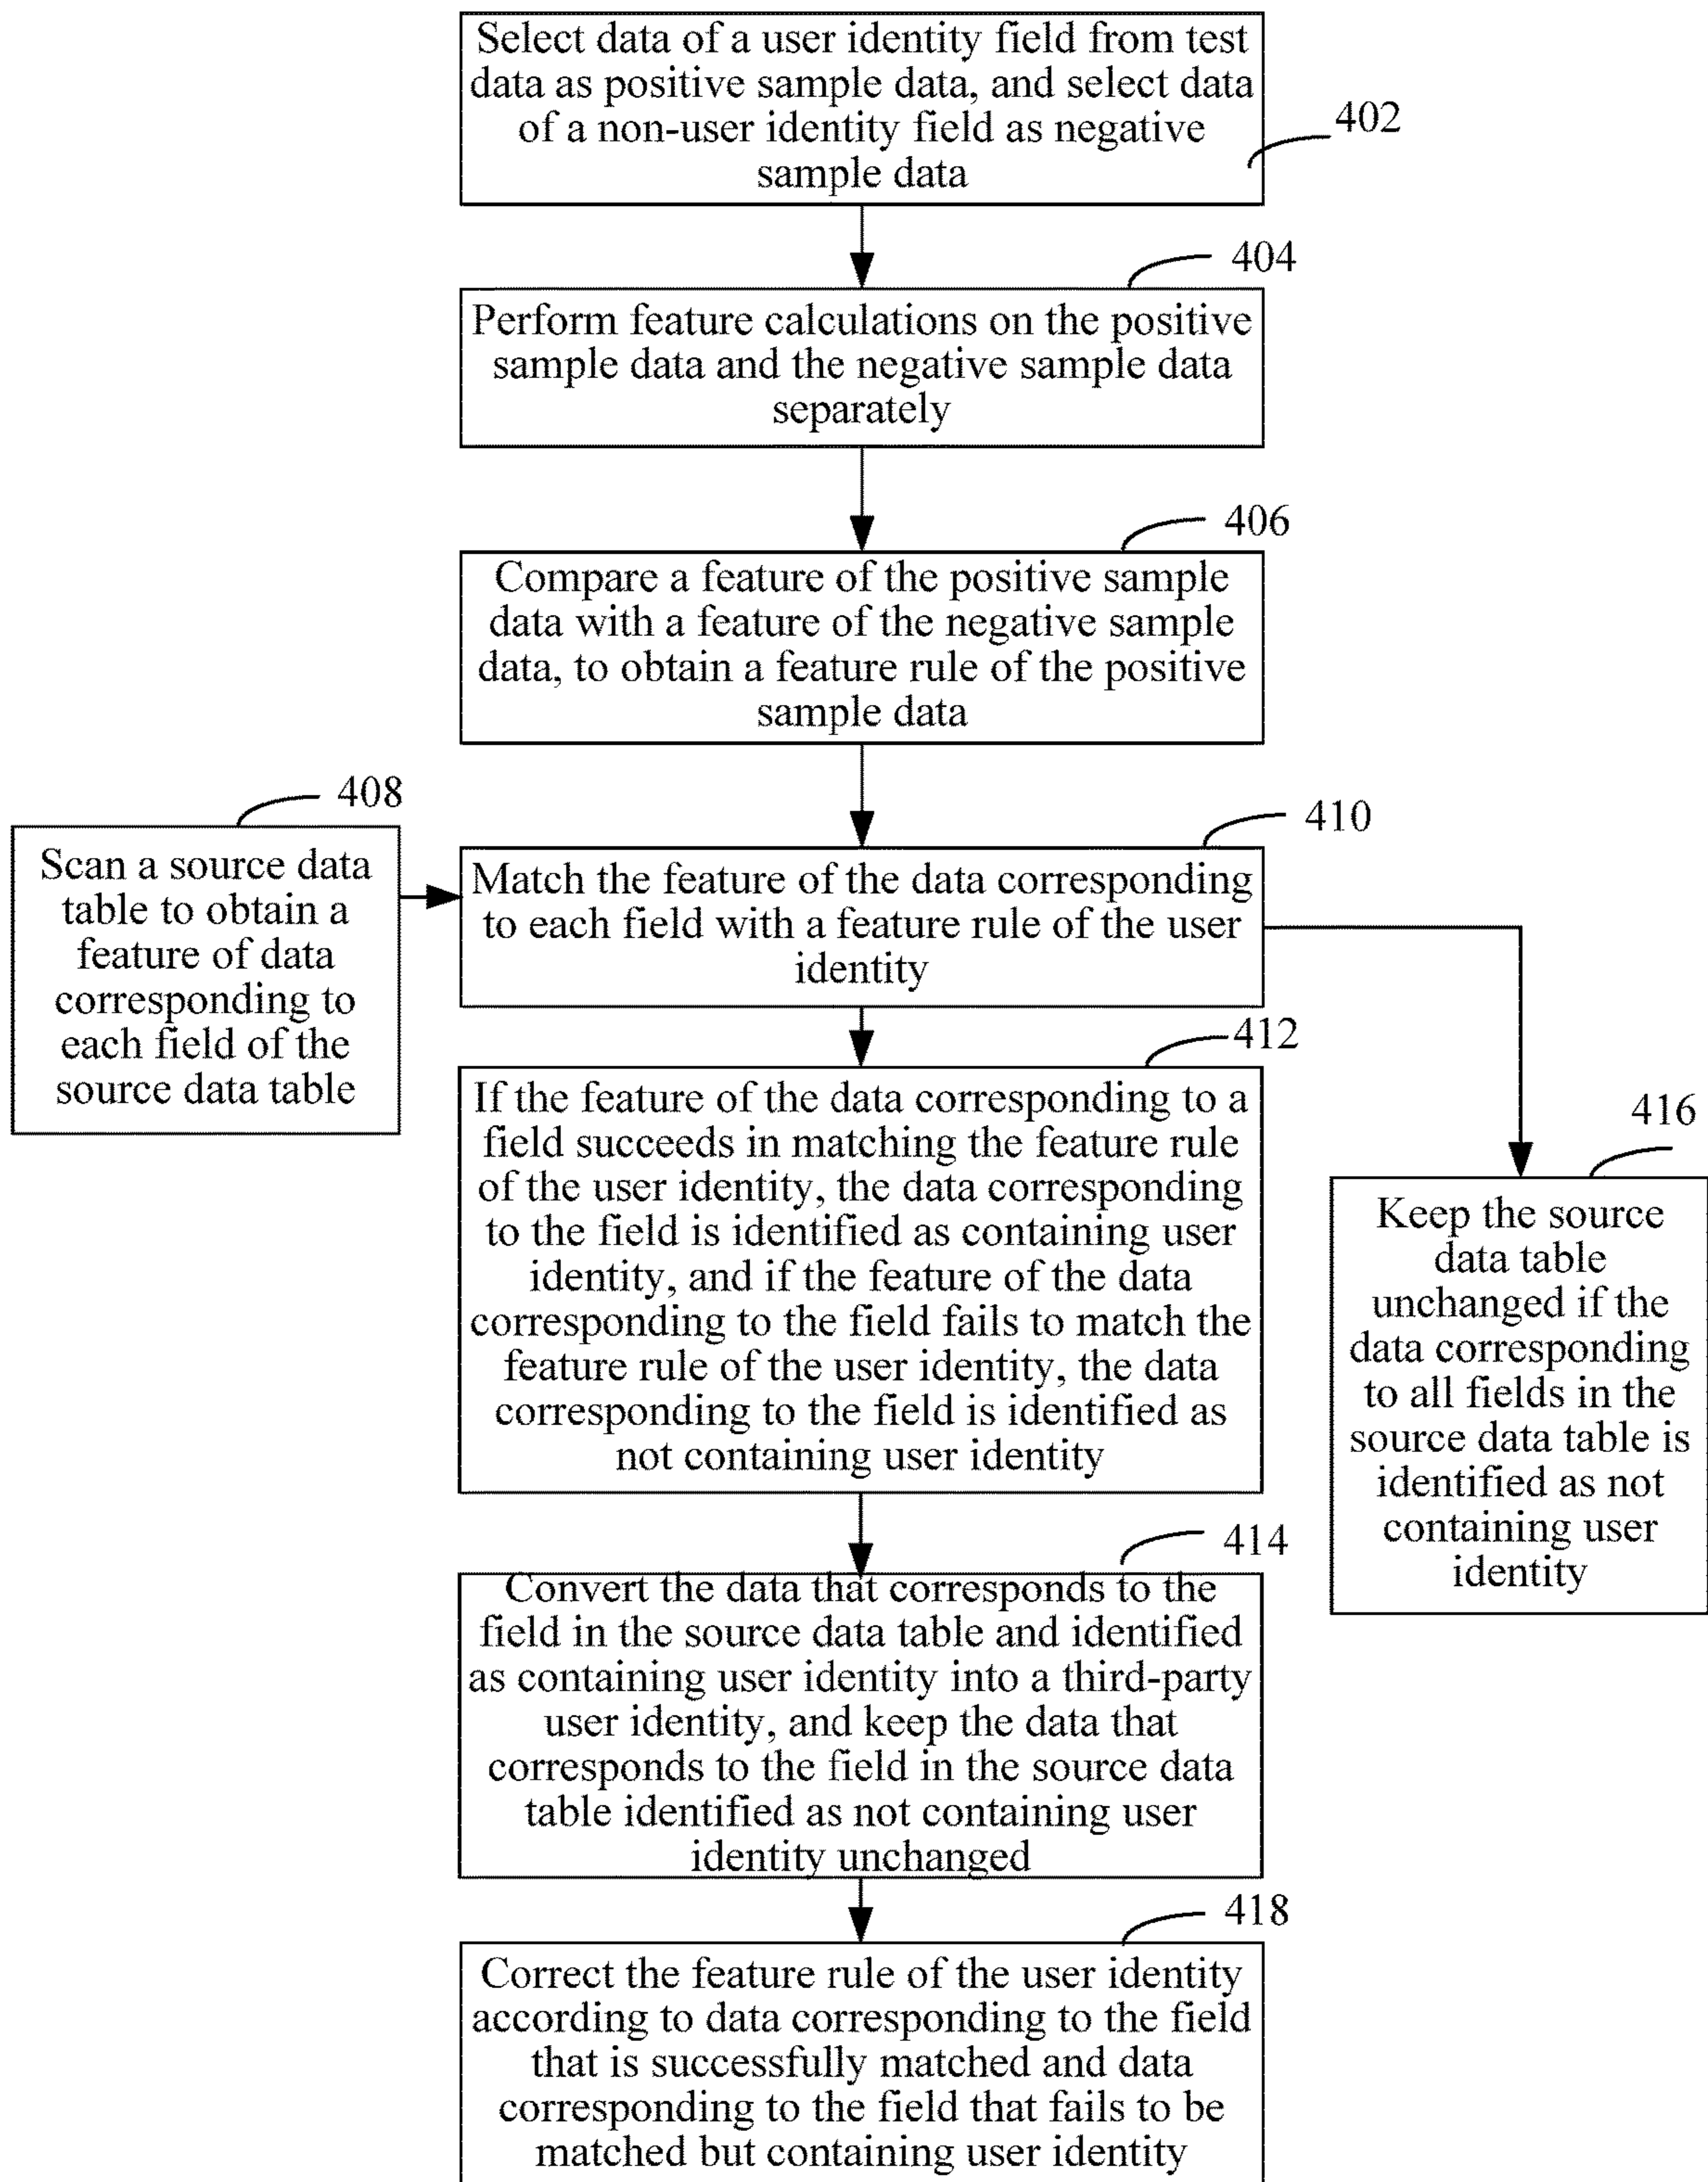 Select data of a user identity field from test
data as positive sample data, and select data
of a non-user identity field as negative
sample data
402
404
Perform feature calculations on the positive
sample data and the negative sample data
separately
406
Compare a feature of the positive sample
data with a feature of the negative sample
data, to obtain a feature rule of the positive
sample data
408
Scan a source data
table to obtain a
feature of data
corresponding to
each field of the
source data table
410
Match the feature of the data corresponding
to each field with a feature rule of the user
identity
412
If the feature of the data corresponding to a
field succeeds in matching the feature rule
of the user identity, the data corresponding
to the field is identified as containing user
identity, and if the feature of the data
corresponding to the field fails to match the
feature rule of the user identity, the data
corresponding to the field is identified as
not containing user identity
416
Keep the source
data table
unchanged if the
data corresponding
to all fields in the
source data table is
identified as not
containing user
identity
414
Convert the data that corresponds to the
field in the source data table and identified
as containing user identity into a third-party
user identity, and keep the data that
corresponds to the field in the source data
table identified as not containing user
identity unchanged
418
Correct the feature rule of the user identity
according to data corresponding to the field
that is successfully matched and data
corresponding to the field that fails to be
matched but containing user identity